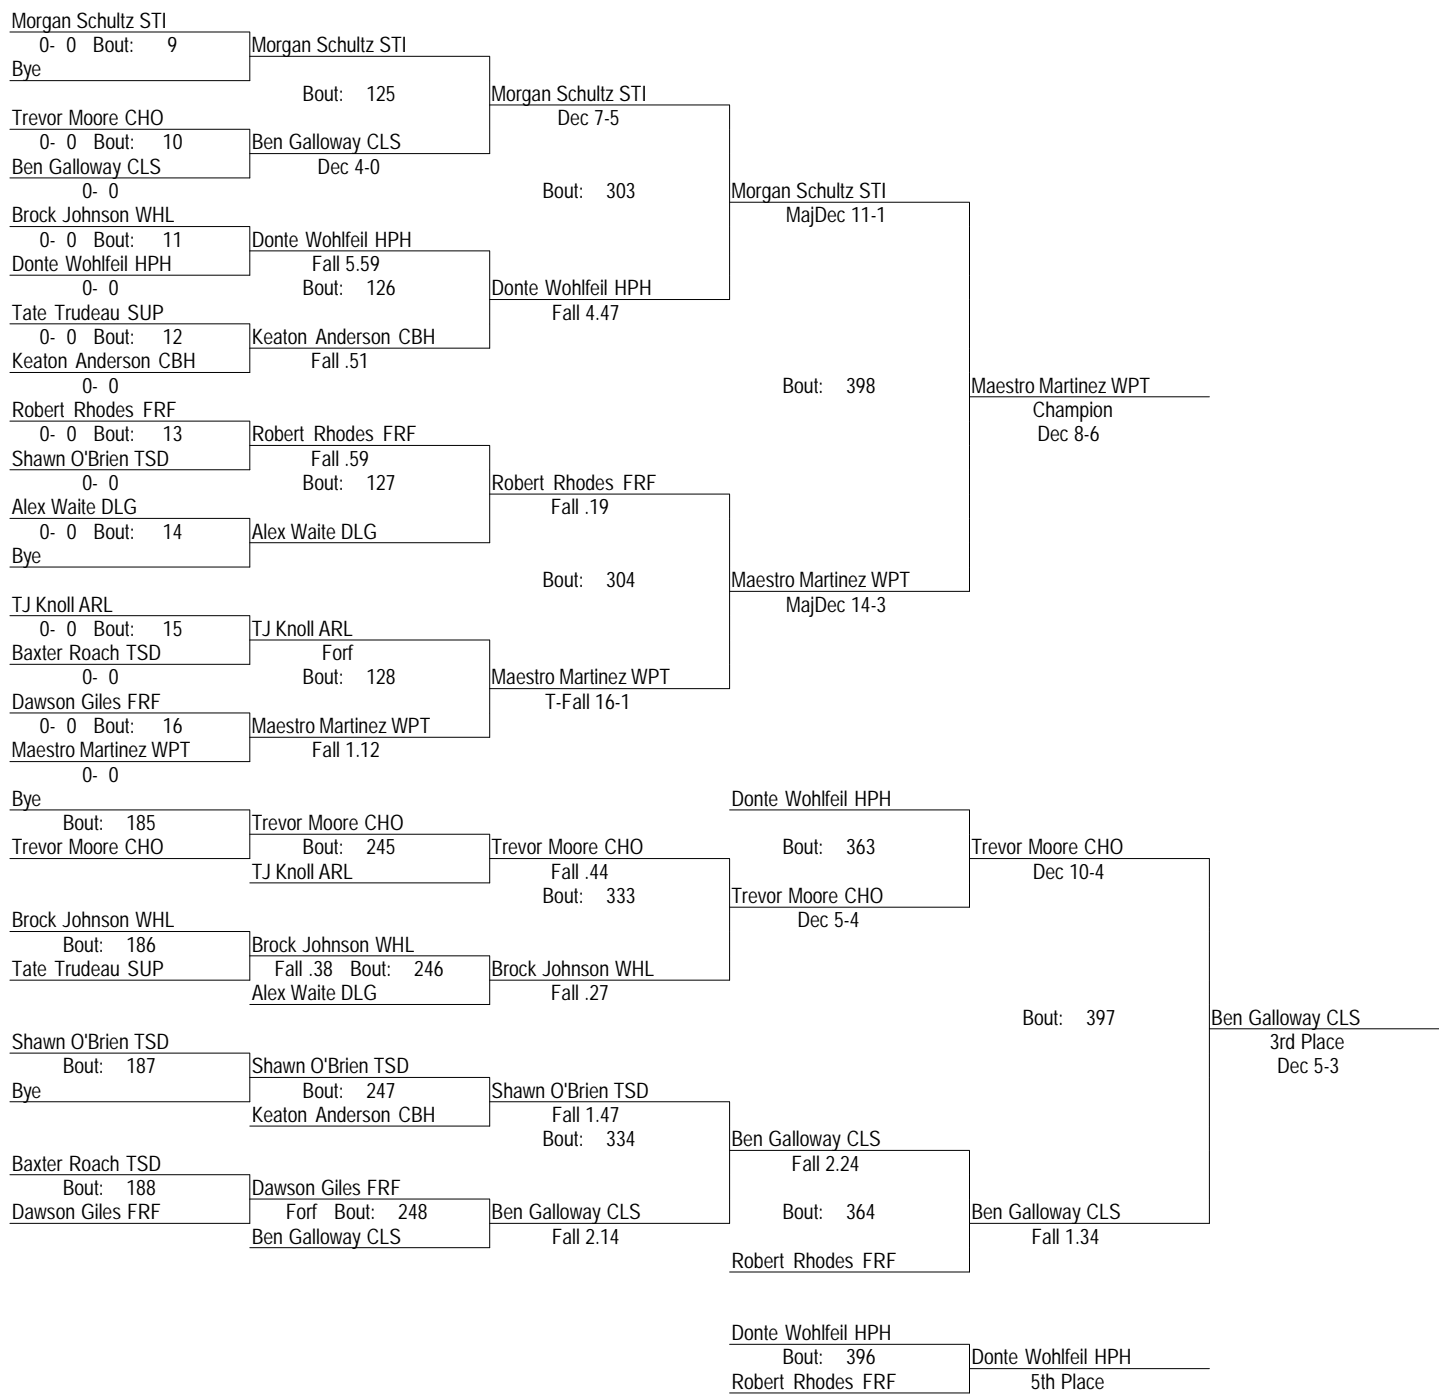 Morgan Schultz STI
0- 0 Bout: 9
Morgan Schultz STI
Bye
Bout: 125
Morgan Schultz STI
Trevor Moore CHO
Dec 7-5
0- 0 Bout: 10
Ben Galloway CLS
Ben Galloway CLS
Dec 4-0
0- 0
Bout: 303
Morgan Schultz STI
Brock Johnson WHL
MajDec 11-1
0- 0 Bout: 11
Donte Wohlfeil HPH
Donte Wohlfeil HPH
Fall 5.59
0- 0
Bout: 126
Donte Wohlfeil HPH
Tate Trudeau SUP
Fall 4.47
0- 0 Bout: 12
Keaton Anderson CBH
Keaton Anderson CBH
Fall .51
0- 0
Bout: 398
Maestro Martinez WPT
Robert Rhodes FRF
Champion
0- 0 Bout: 13
Robert Rhodes FRF
Dec 8-6
Shawn O'Brien TSD
Fall .59
0- 0
Bout: 127
Robert Rhodes FRF
Alex Waite DLG
Fall .19
0- 0 Bout: 14
Alex Waite DLG
Bye
Bout: 304
Maestro Martinez WPT
TJ Knoll ARL
MajDec 14-3
0- 0 Bout: 15
TJ Knoll ARL
Baxter Roach TSD
Forf
0- 0
Bout: 128
Maestro Martinez WPT
Dawson Giles FRF
T-Fall 16-1
0- 0 Bout: 16
Maestro Martinez WPT
Maestro Martinez WPT
Fall 1.12
0- 0
Bye
Donte Wohlfeil HPH
Bout: 185
Trevor Moore CHO
Trevor Moore CHO
Bout: 245
Trevor Moore CHO
Bout: 363
Trevor Moore CHO
TJ Knoll ARL
Fall .44
Dec 10-4
Bout: 333
Trevor Moore CHO
Brock Johnson WHL
Dec 5-4
Bout: 186
Brock Johnson WHL
Tate Trudeau SUP
Fall .38 Bout: 246
Brock Johnson WHL
Alex Waite DLG
Fall .27
Bout: 397
Ben Galloway CLS
Shawn O'Brien TSD
3rd Place
Bout: 187
Shawn O'Brien TSD
Dec 5-3
Bye
Bout: 247
Shawn O'Brien TSD
Keaton Anderson CBH
Fall 1.47
Bout: 334
Ben Galloway CLS
Baxter Roach TSD
Fall 2.24
Bout: 188
Dawson Giles FRF
Dawson Giles FRF
Forf Bout: 248
Ben Galloway CLS
Bout: 364
Ben Galloway CLS
Ben Galloway CLS
Fall 2.14
Fall 1.34
Robert Rhodes FRF
Donte Wohlfeil HPH
Bout: 396
Donte Wohlfeil HPH
Robert Rhodes FRF
5th Place